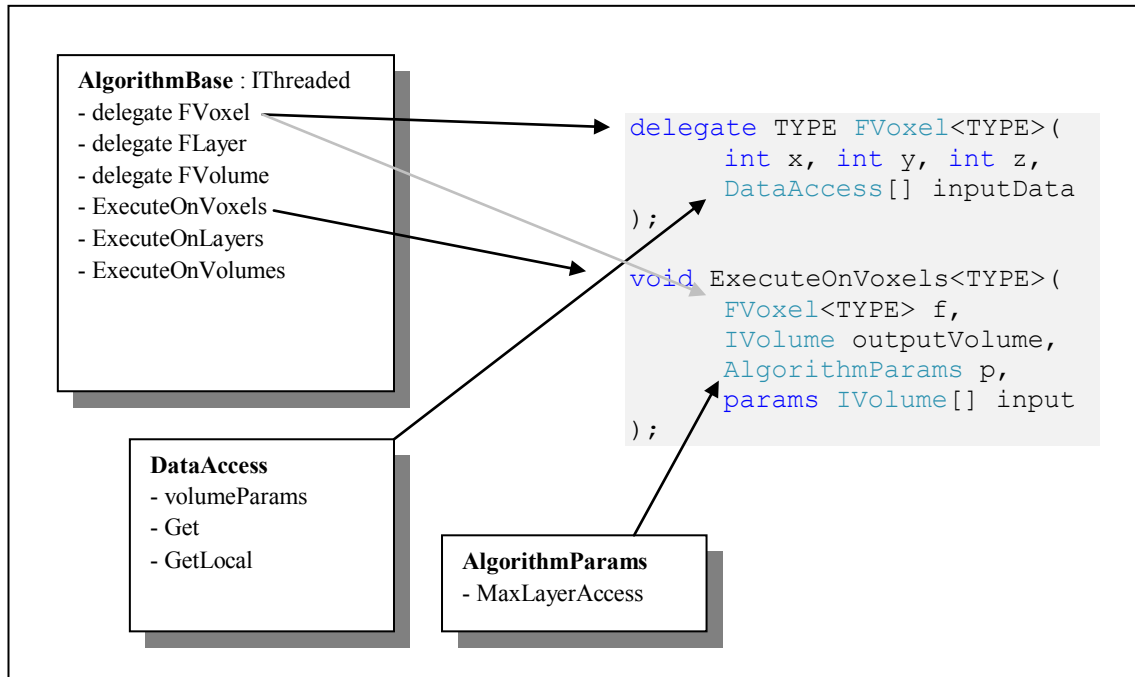 AlgorithmBase : IThreaded
- delegate FVoxel
- delegate FLayer
- delegate FVolume
- ExecuteOnVoxels
- ExecuteOnLayers
- ExecuteOnVolumes
delegate TYPE FVoxel<TYPE>(
int x, int y, int z,
DataAccess[] inputData
);
void ExecuteOnVoxels<TYPE>(
FVoxel<TYPE> f,
IVolume outputVolume,
AlgorithmParams p,
params IVolume[] input
);
DataAccess
- volumeParams
- Get
- GetLocal
AlgorithmParams
- MaxLayerAccess